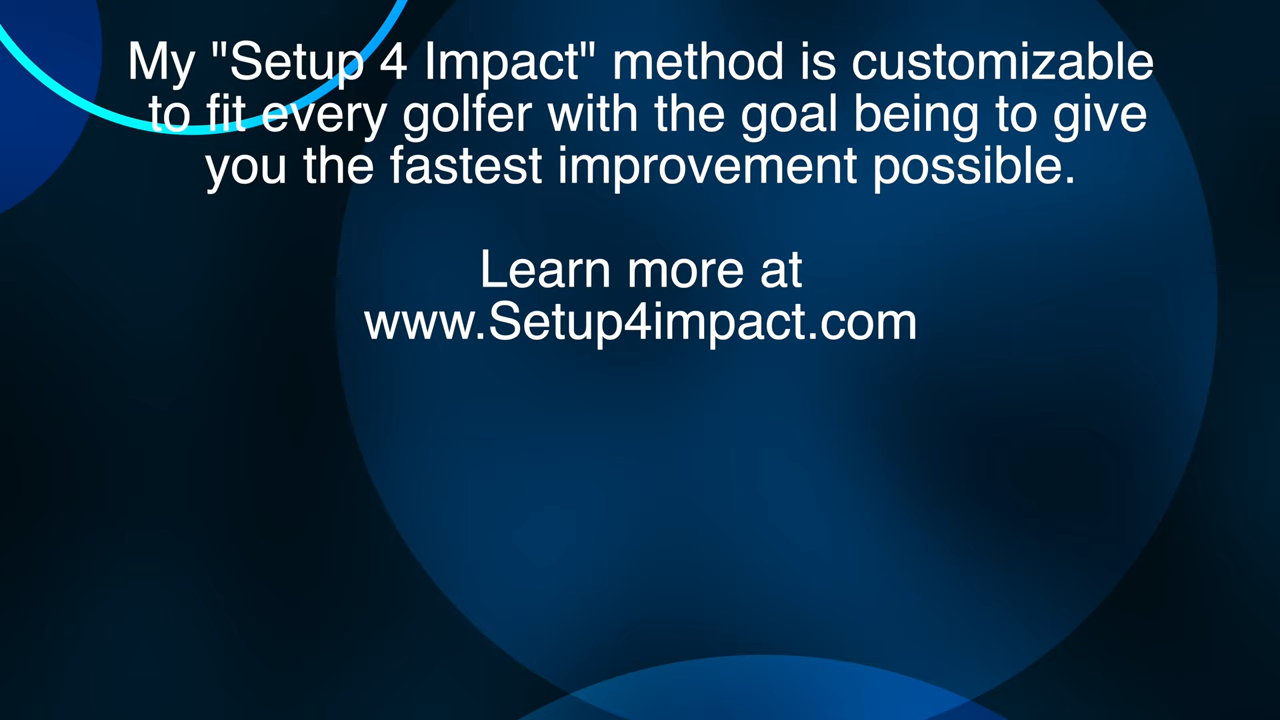 My "Setup 4 Impact" method is customizable
to fit every golfer with the goal being to give
you the fastest improvement possible.
Learn more at
www.Setup4impact.com